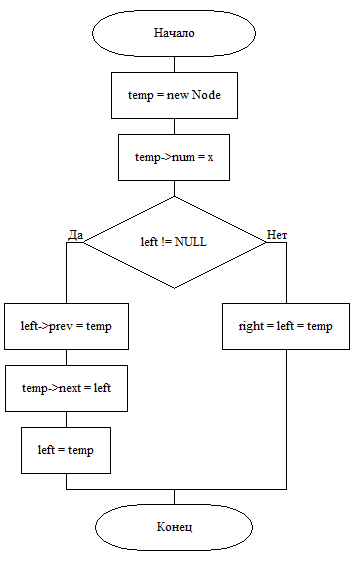 Начало
temp = new Node
temp->num = x
left != NULL
Да
Нет
left->prev = temp
right = left = temp
temp->next = left
left = temp
Конец